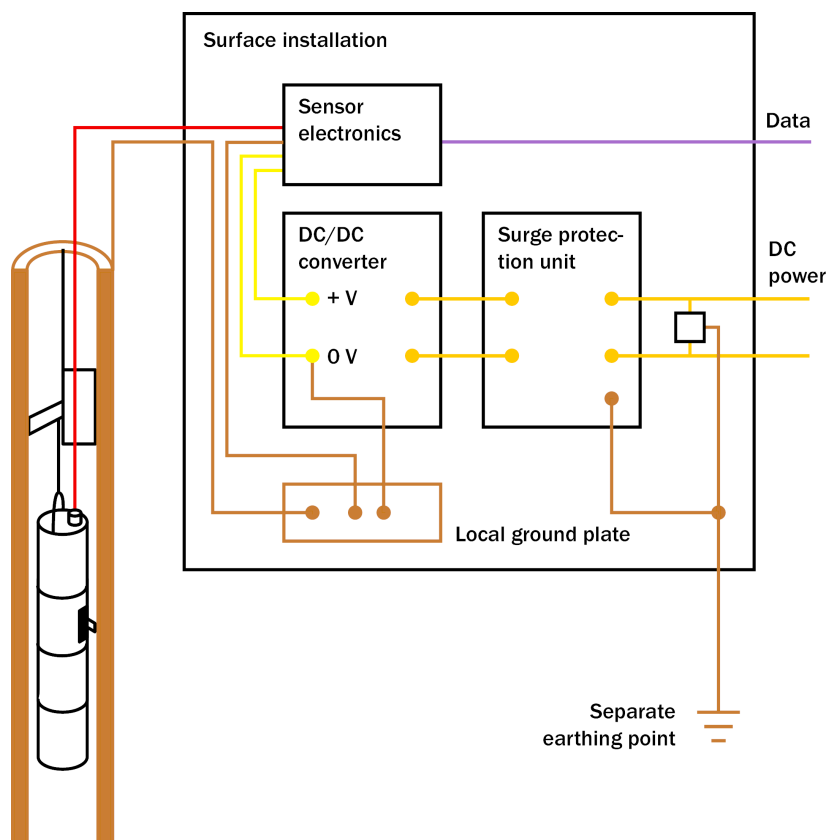 Surface installation
Sensor
electronics
Data
DC/DC
converter
Surge protec-
tion unit
DC
power
+ V
0 V
Local ground plate
Separate
earthing point